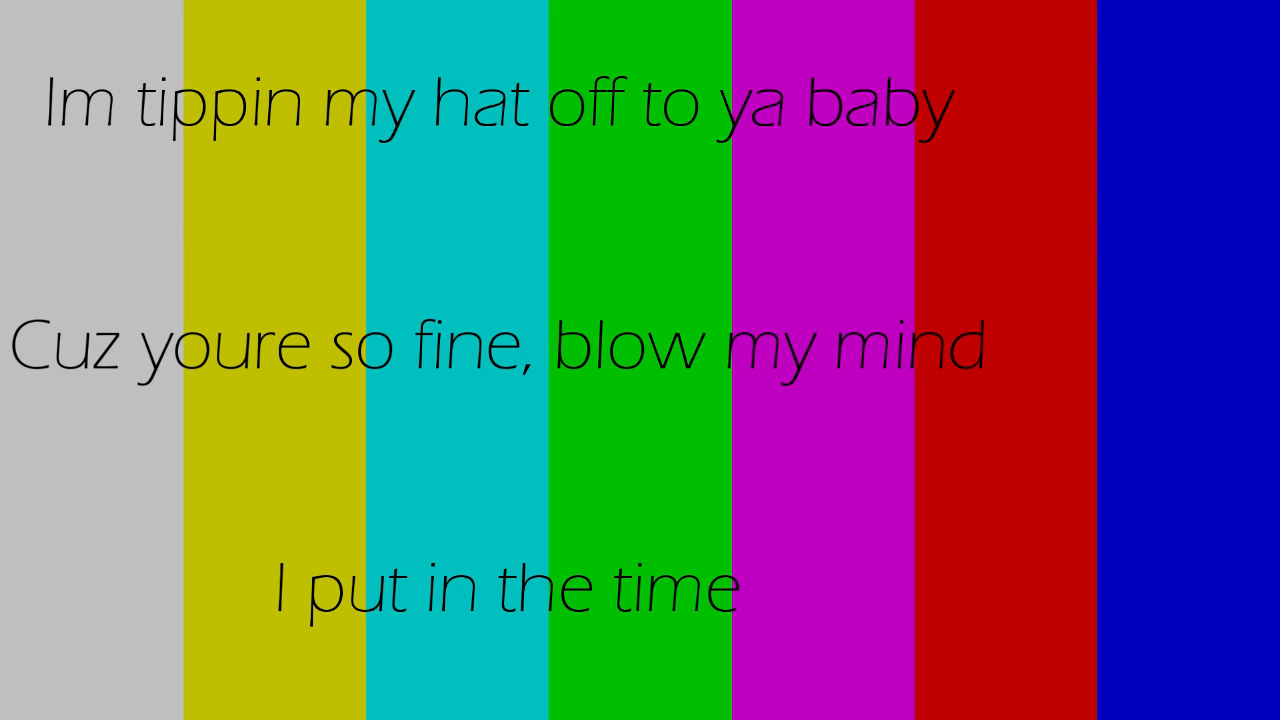 Im tippin my hat off to ya baby
Cuz youre so fine, blow my mind
I put in the time